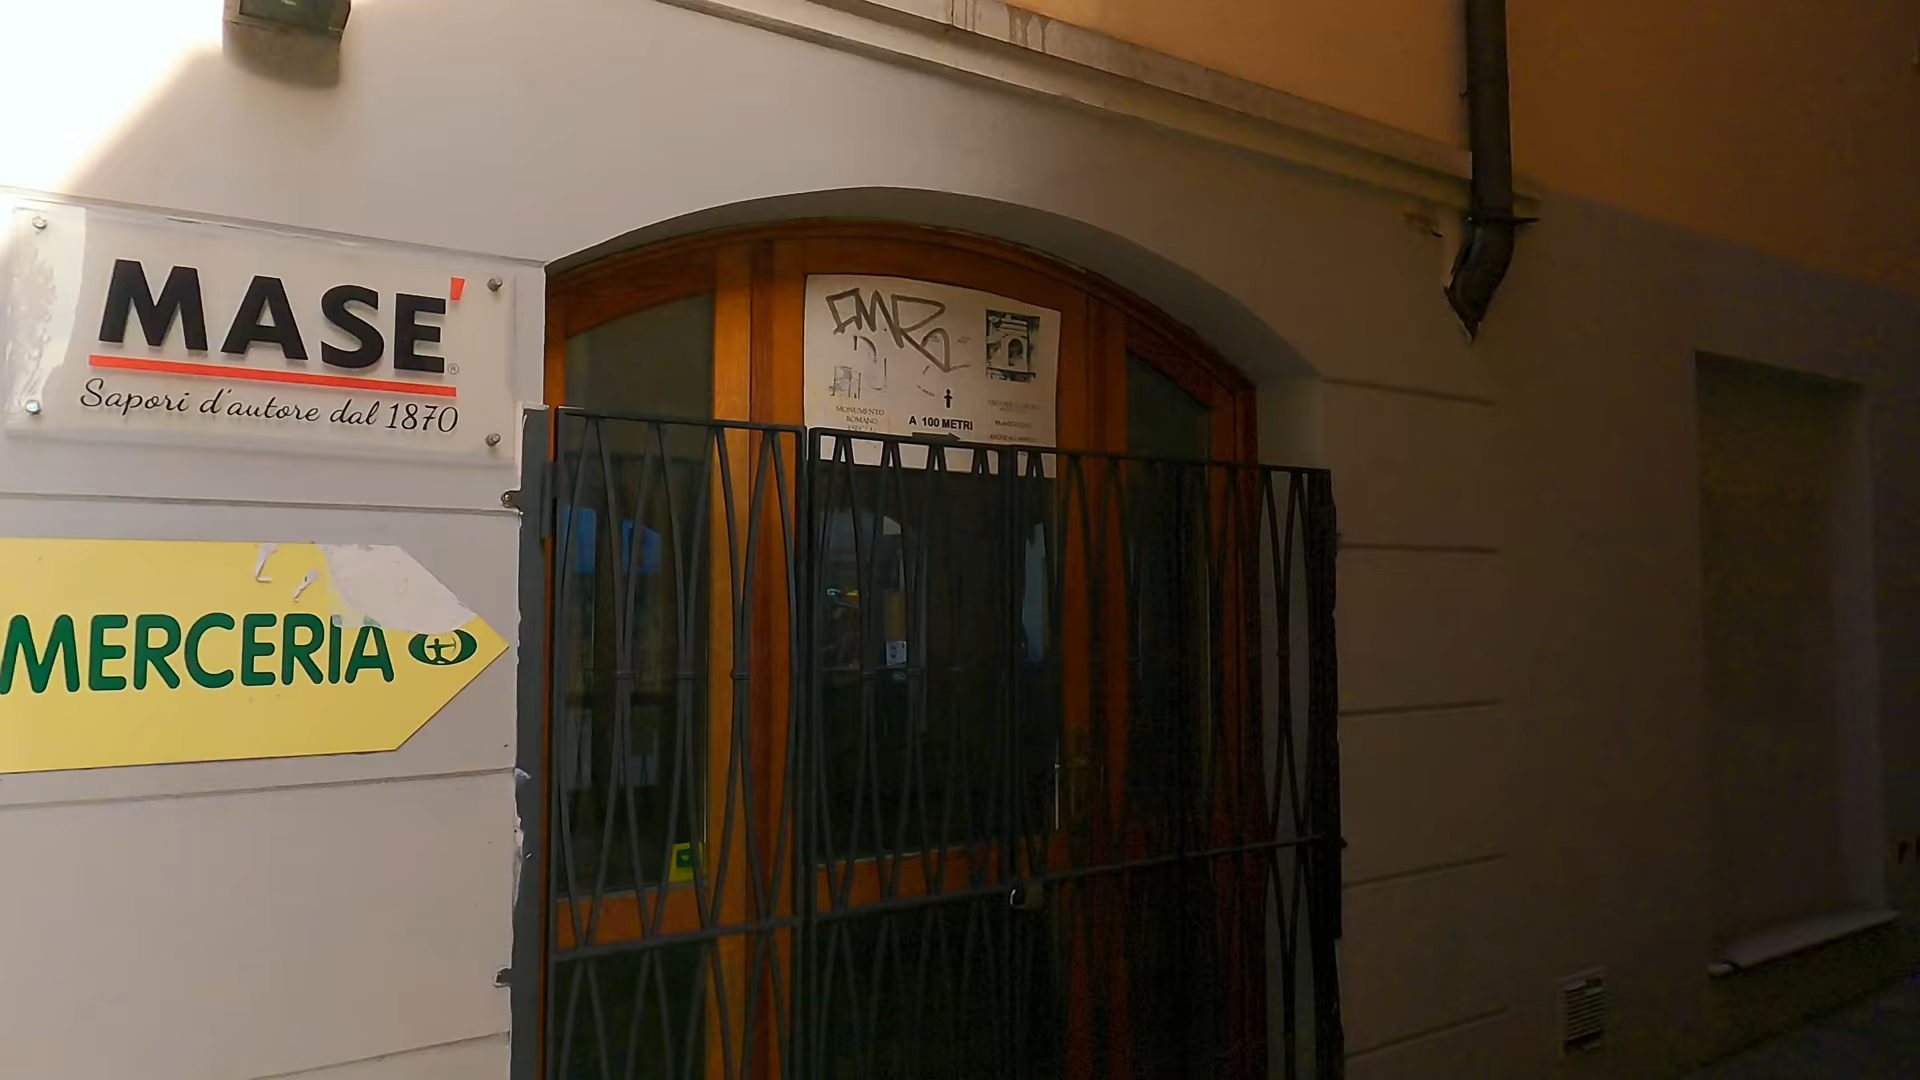 MASE'
Sapori d'autore dal 1870
MERCERIA
MONUMENTO
ROMANO
A 100 METRI